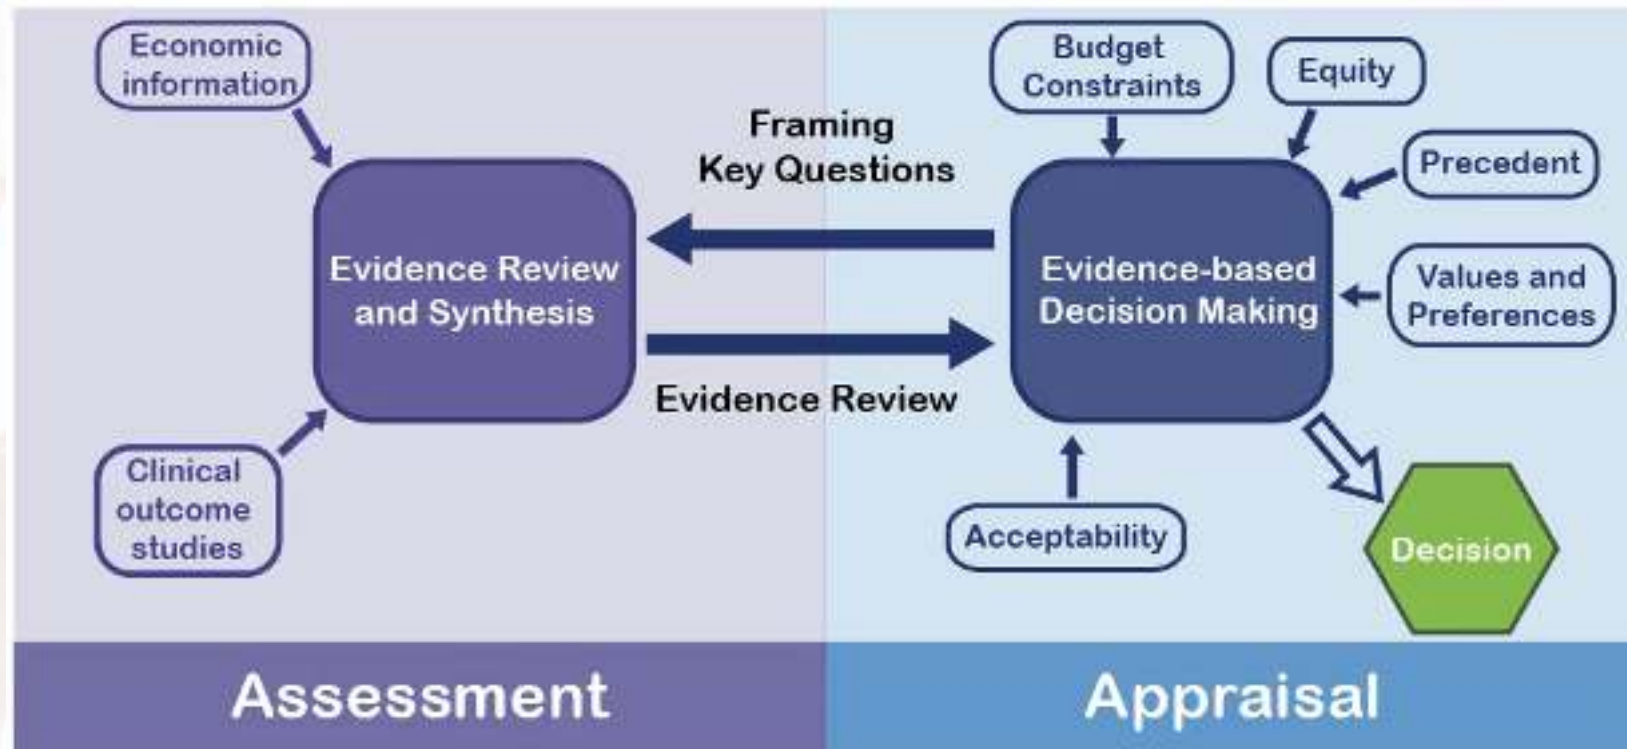 Economic
information
Clinical
outcome
studies
Evidence Review
and Synthesis
Framing
Key Questions
Evidence Review
Budget
Constraints
Equity
Precedent
Values and
Preferences
Evidence-based
Decision Making
Acceptability
Decision
Assessment
Appraisal